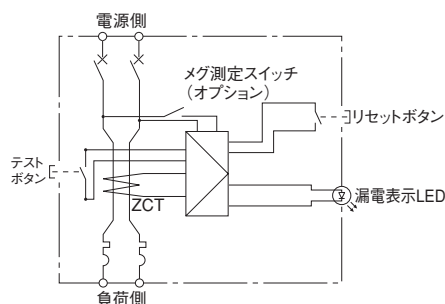 電源側
メグ測定スイッチ
(オプション)
リセットボタン
テスト
ボタン
ZCT
漏電表示LED
負荷側